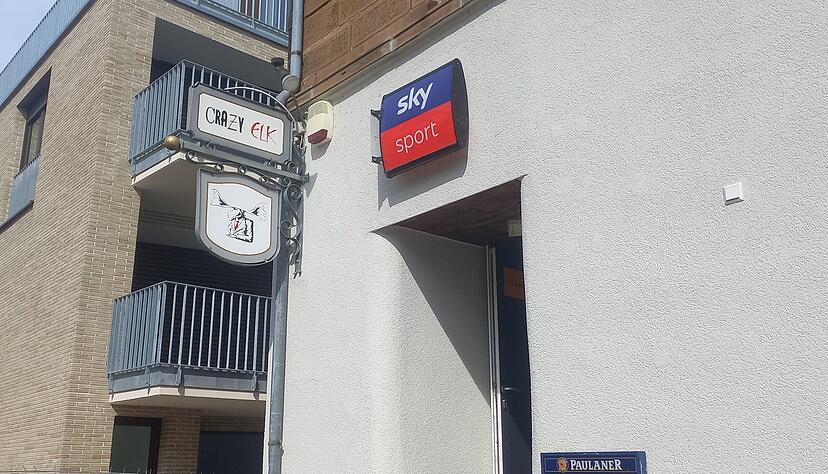 CRAZY ELK
sky
sport
PAULANER